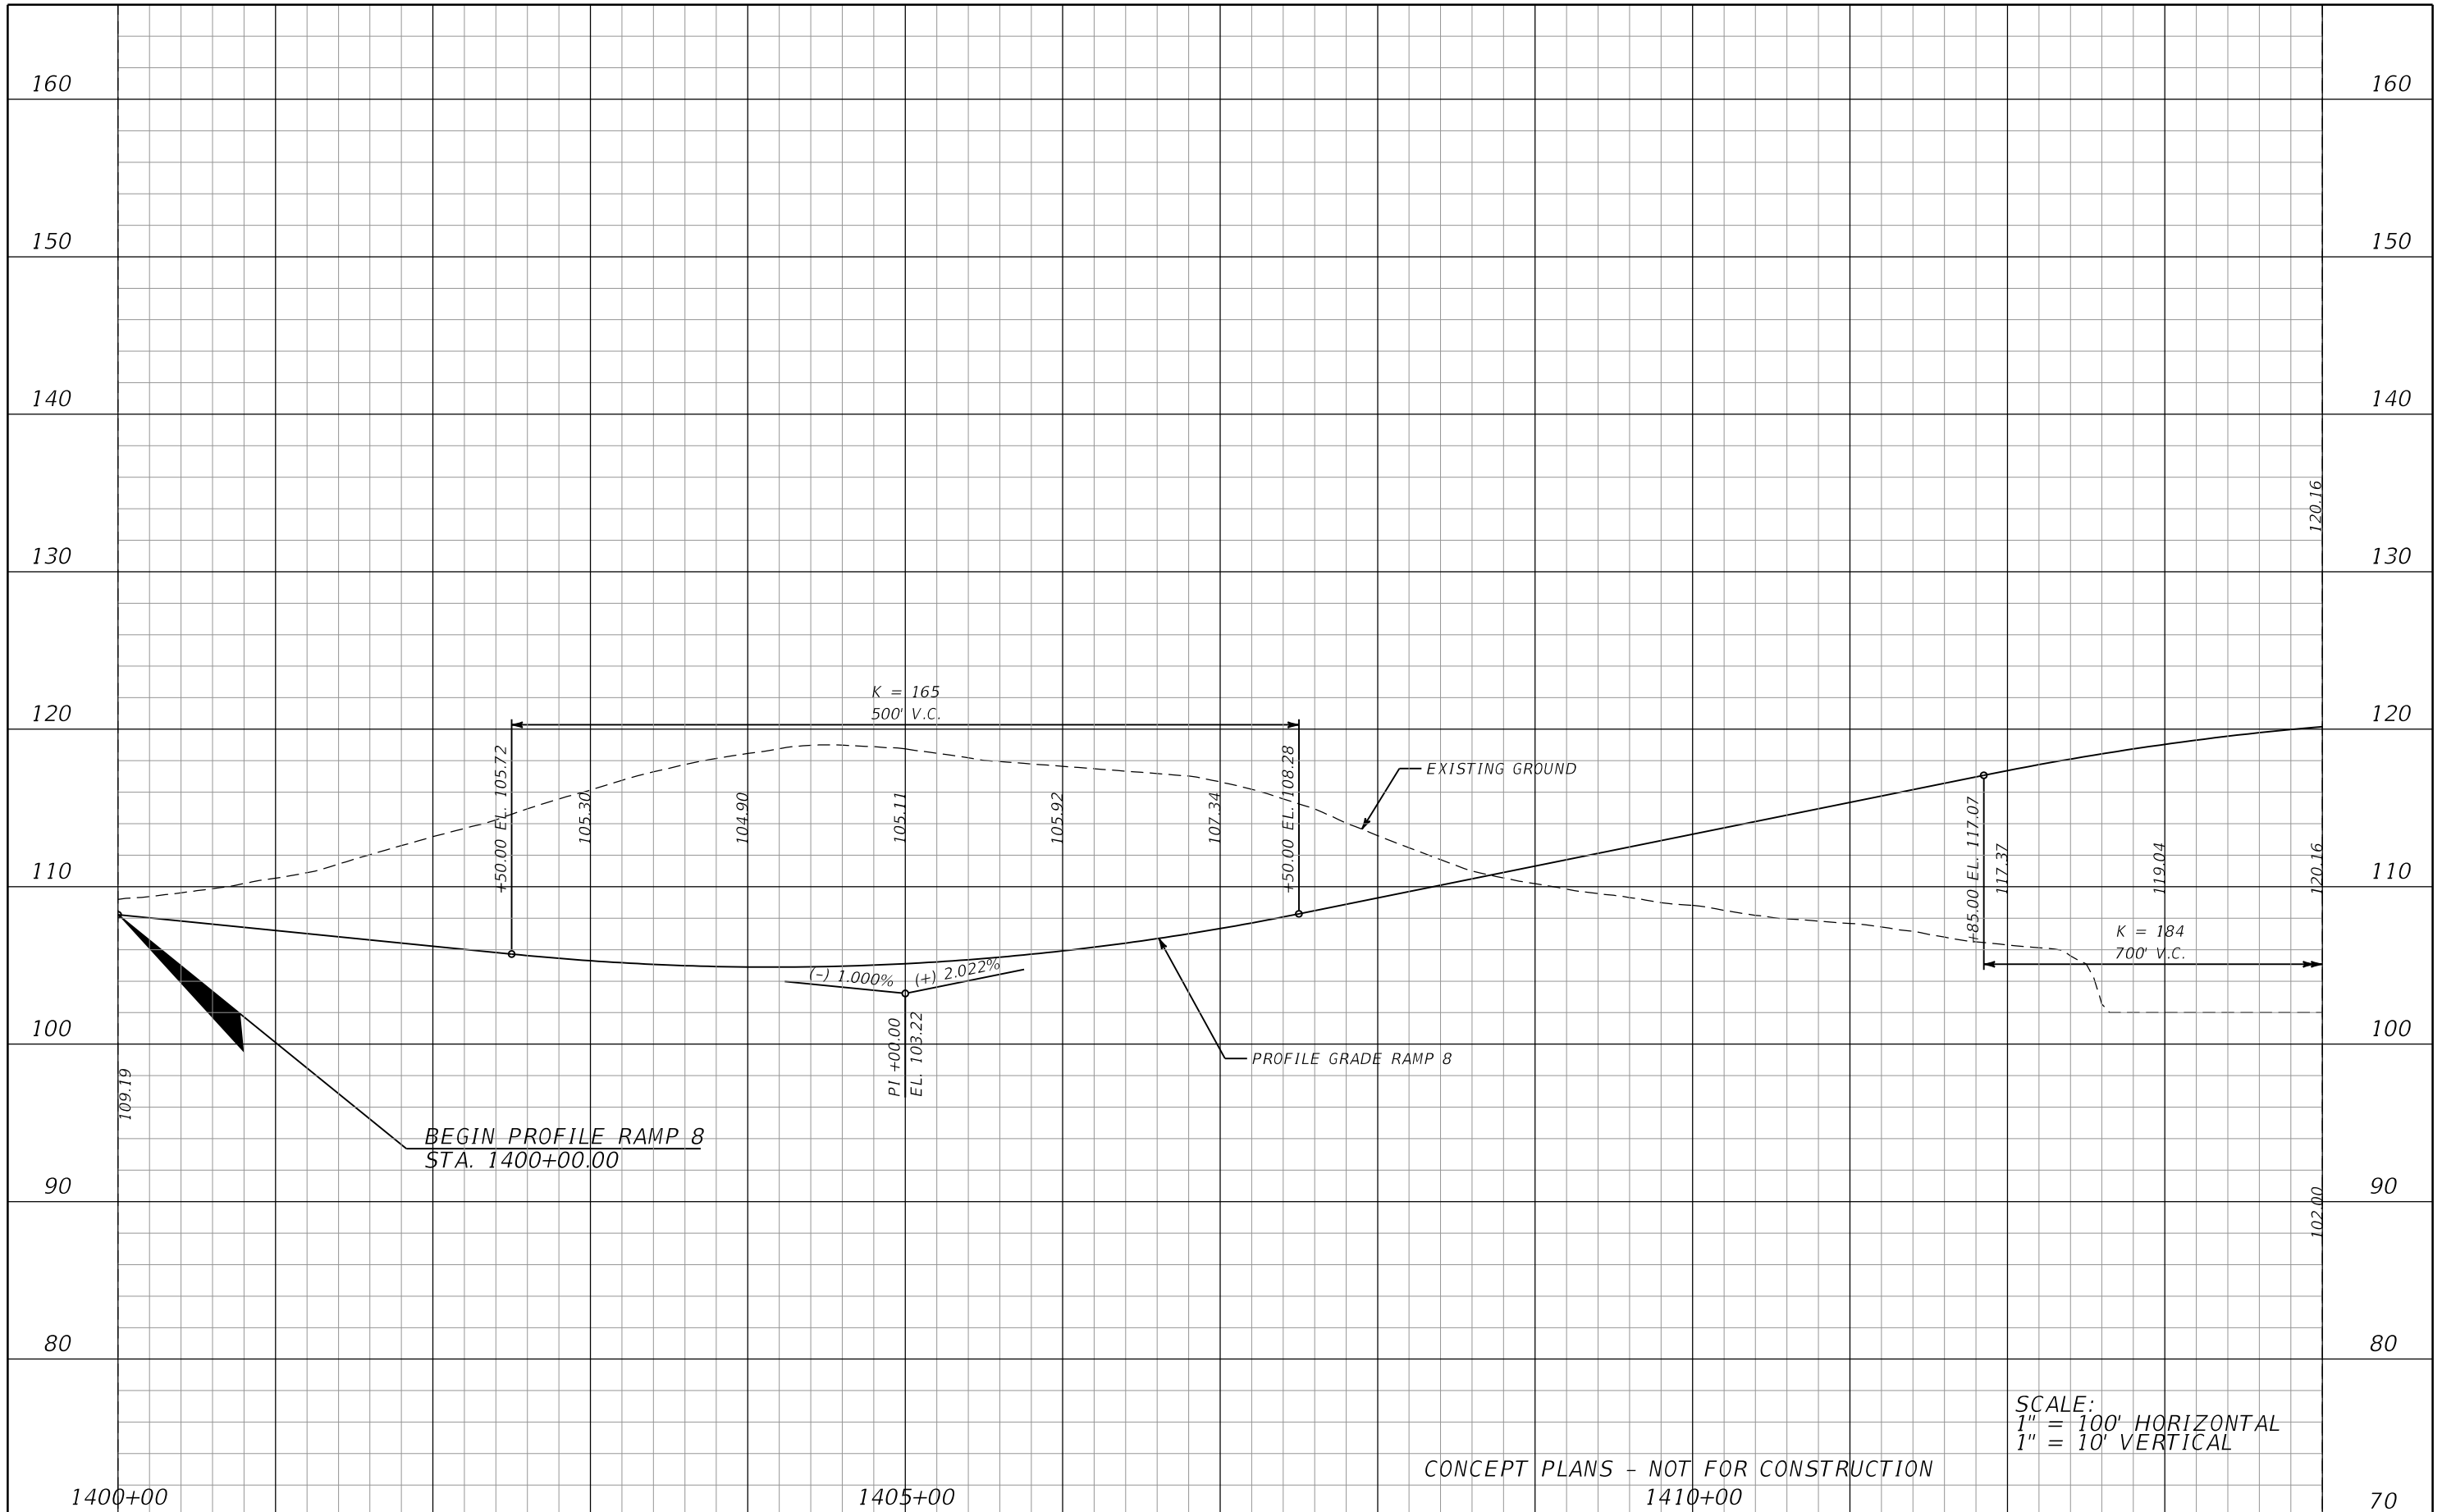 160
160
150
150
140
140
120.16
130
130
K = 165
500' V.C.
120
120
+50.00 EL. 105.72
105.30
104.90
105.11
105.92
107.34
+50.00 EL. 108.28
EXISTING GROUND
+85.00 EL. 117.07
117.37
119.04
120.16
110
110
K = 184
700' V.C.
(-) 1.000%
(+) 2.022%
PI +00.00
EL. 103.22
100
100
PROFILE GRADE RAMP 8
109.19
BEGIN PROFILE RAMP 8
STA. 1400+00.00
90
90
102.00
80
80
SCALE:
1" = 100' HORIZONTAL
1" = 10' VERTICAL
CONCEPT PLANS - NOT FOR CONSTRUCTION
1400+00
1405+00
1410+00
70